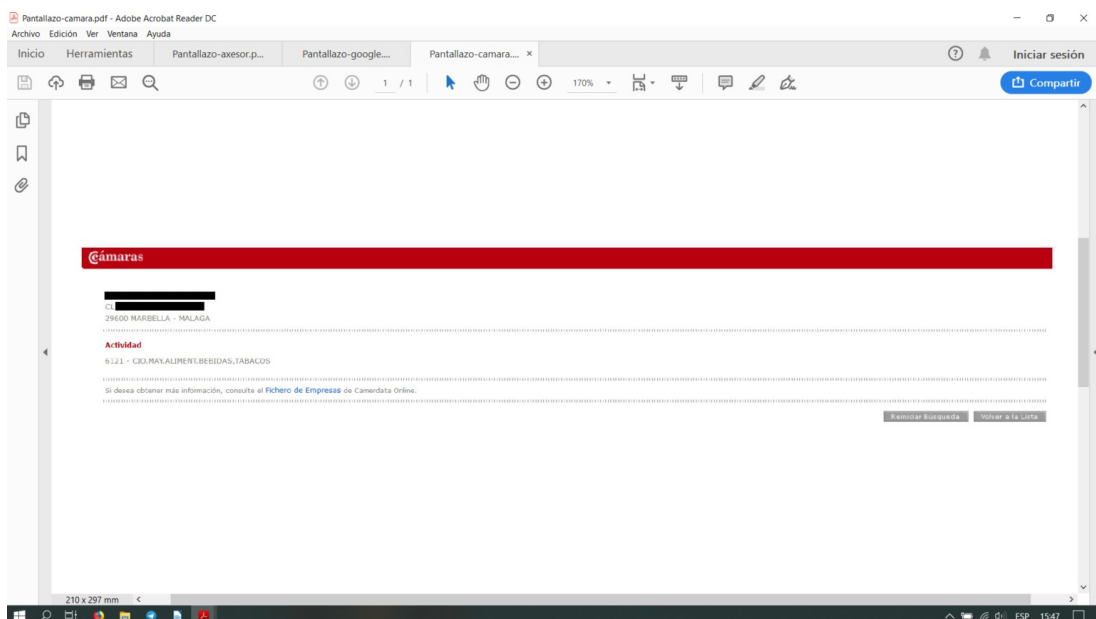 Pantallazo-camara.pdf - Adobe Acrobat Reader DC
Archivo Edición Ver Ventana Ayuda
Inicio Herramientas Pantallazo-axesor.p... Pantallazo-google.... Pantallazo-camara.... × Iniciar sesión
1 / 1 170% Compartir
Cámaras
CL
29600 MARBELLA - MALAGA
Actividad
6121 - CIO.MAY.ALIMENT.BEBIDAS,TABACOS
Si desea obtener más información, consulte el Fichero de Empresas de Camerdata Online.
Reiniciar Búsqueda Volver a la Lista
210 x 297 mm
ESP 15:47